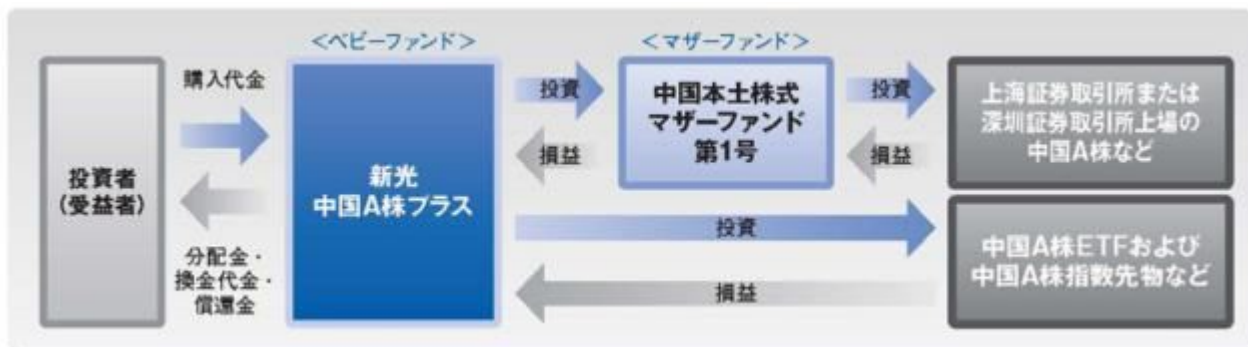 <ベビーファンド>
<マザーファンド>
投資者
(受益者)
購入代金
分配金・
換金代金・
償還金
新光
中国A株プラス
投資
損益
中国本土株式
マザーファンド
第1号
投資
損益
上海証券取引所または
深圳証券取引所上場の
中国A株など
投資
損益
中国A株ETFおよび
中国A株指数先物など